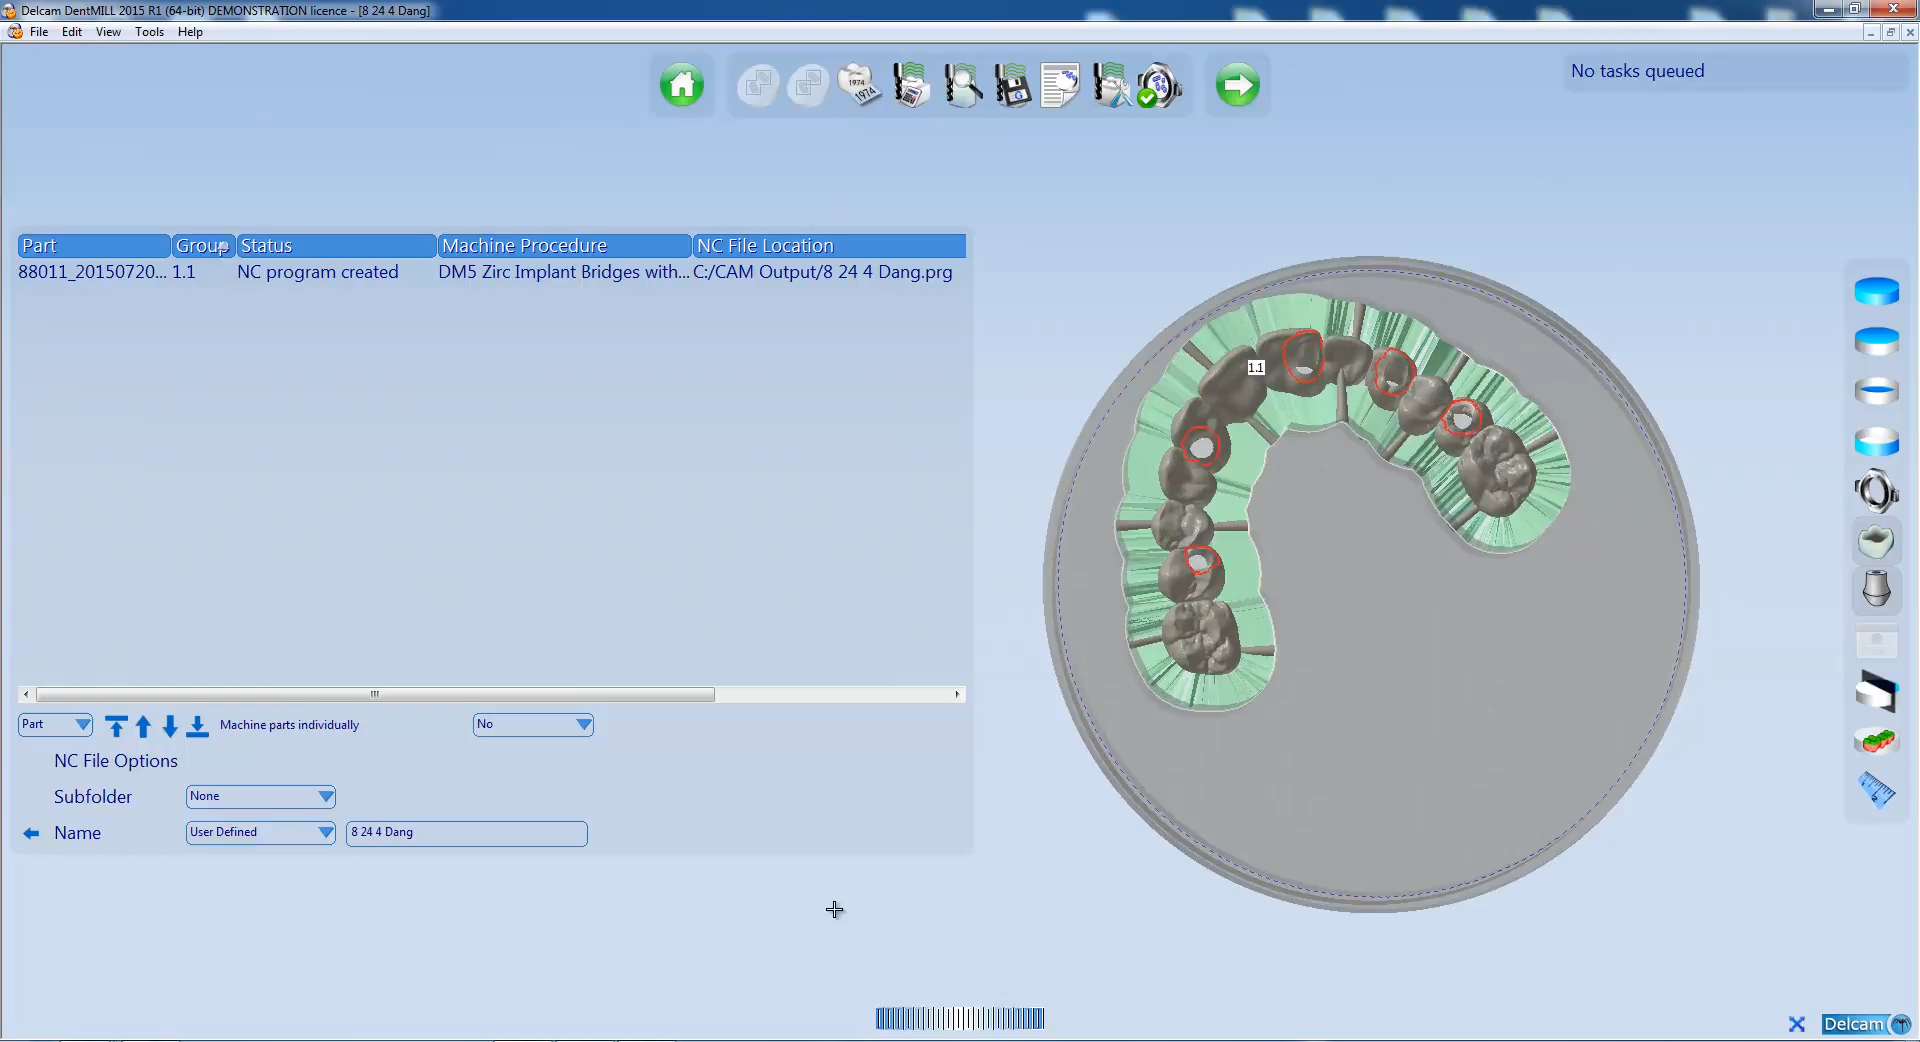 Delcam DentMILL 2015 R1 (64-bit) DEMONSTRATION licence - [8 24 4 Dang]
File Edit View Tools Help
No tasks queued
1974
1974
Part Group Status Machine Procedure NC File Location
88011_20150720... 1.1 NC program created DM5 Zirc Implant Bridges with... C:/CAM Output/8 24 4 Dang.prg
1.1
Part Machine parts individually No
NC File Options
Subfolder None
Name User Defined 8 24 4 Dang
Delcam